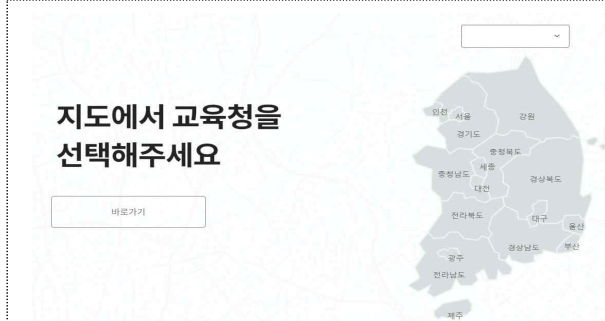 지도에서 교육청을
선택해주세요
바로가기
인천
서울
강원
경기도
충청북도
세종
충청남도
경상북도
대전
전라북도
대구
울산
경상남도
부산
광주
전라남도
제주